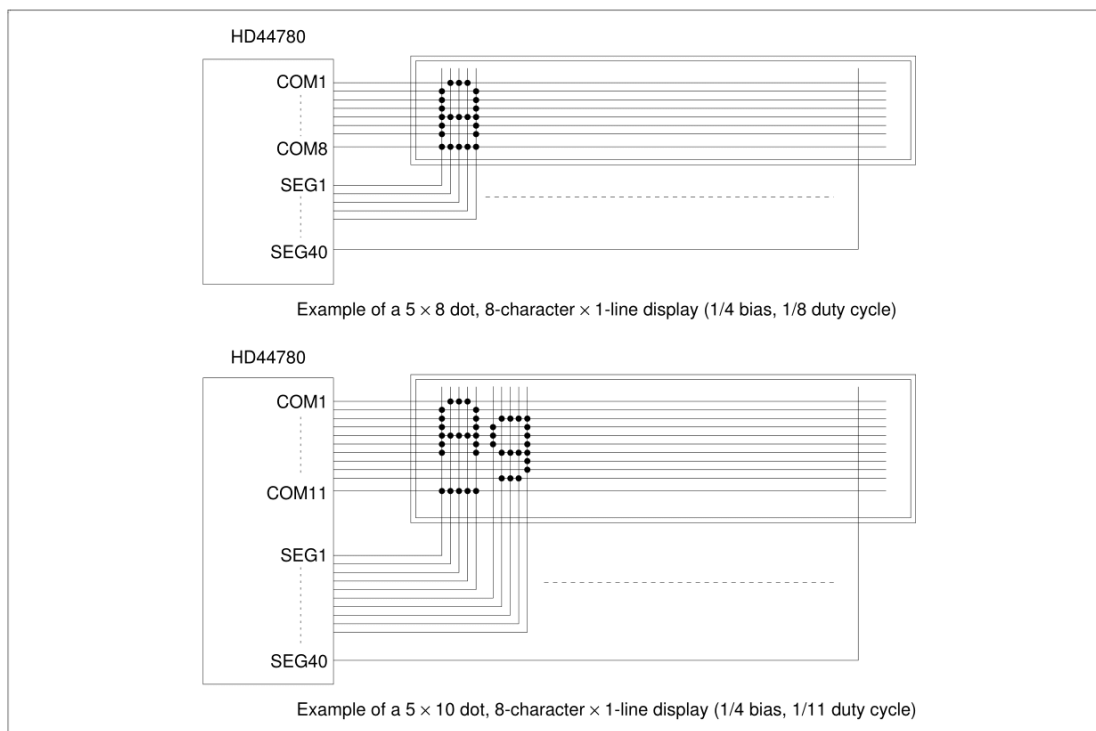 HD44780
COM1
COM8
SEG1
SEG40
Example of a 5 × 8 dot, 8-character × 1-line display (1/4 bias, 1/8 duty cycle)
HD44780
COM1
COM11
SEG1
SEG40
Example of a 5 × 10 dot, 8-character × 1-line display (1/4 bias, 1/11 duty cycle)